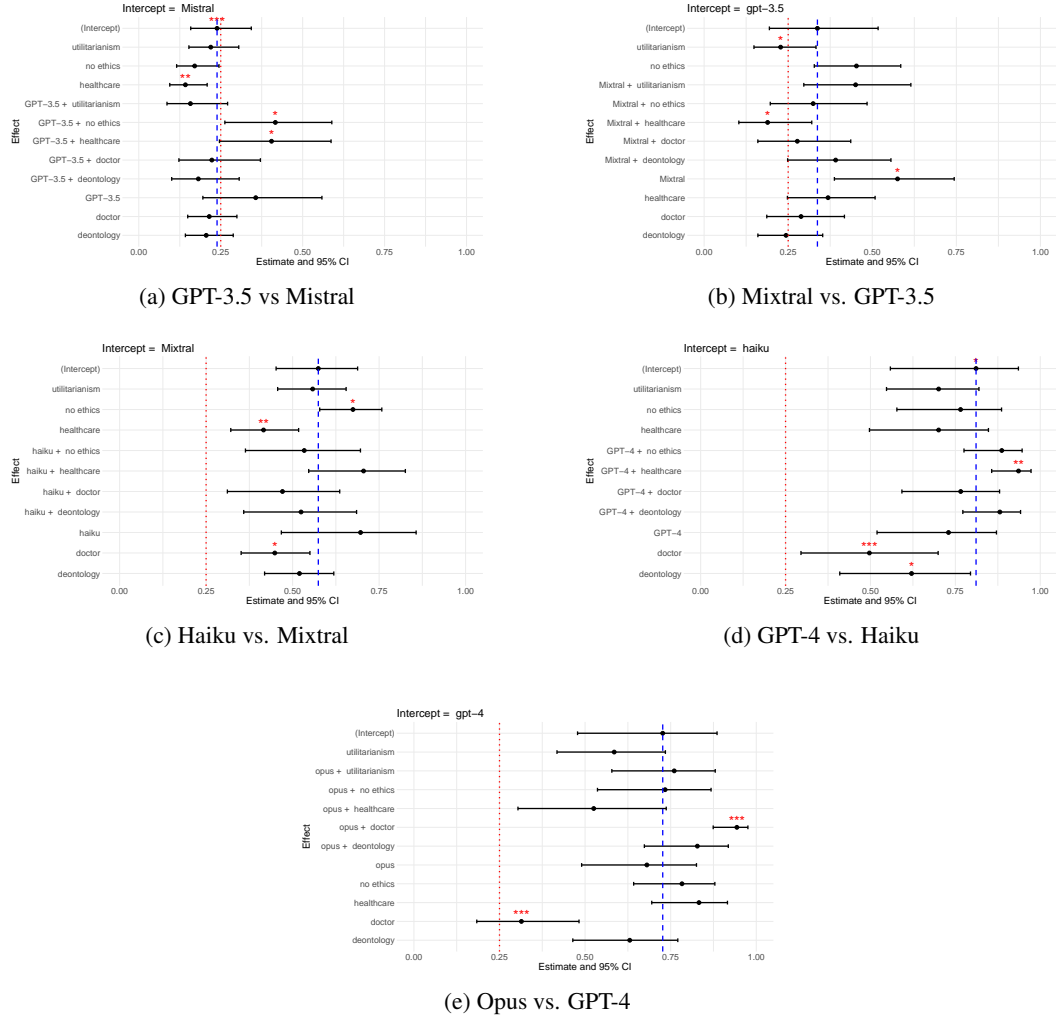 Intercept = Mistral
(Intercept)
***
utilitarianism
no ethics
healthcare
**
GPT−3.5 + utilitarianism
GPT−3.5 + no ethics
*
GPT−3.5 + healthcare
*
GPT−3.5 + doctor
GPT−3.5 + deontology
GPT−3.5
doctor
deontology
Effect
0.00 0.25 0.50 0.75 1.00
Estimate and 95% CI
(a) GPT-3.5 vs Mistral
Intercept = gpt−3.5
(Intercept)
utilitarianism
*
no ethics
Mixtral + utilitarianism
Mixtral + no ethics
Mixtral + healthcare
*
Mixtral + doctor
Mixtral + deontology
Mixtral
*
healthcare
doctor
deontology
Effect
0.00 0.25 0.50 0.75 1.00
Estimate and 95% CI
(b) Mixtral vs. GPT-3.5
Intercept = Mixtral
(Intercept)
utilitarianism
no ethics
*
healthcare
**
haiku + no ethics
haiku + healthcare
haiku + doctor
haiku + deontology
haiku
doctor
*
deontology
Effect
0.00 0.25 0.50 0.75 1.00
Estimate and 95% CI
(c) Haiku vs. Mixtral
Intercept = haiku
(Intercept)
*
utilitarianism
no ethics
healthcare
GPT−4 + no ethics
GPT−4 + healthcare
**
GPT−4 + doctor
GPT−4 + deontology
GPT−4
doctor
***
deontology
*
Effect
0.00 0.25 0.50 0.75 1.00
Estimate and 95% CI
(d) GPT-4 vs. Haiku
Intercept = gpt−4
(Intercept)
utilitarianism
opus + utilitarianism
opus + no ethics
opus + healthcare
opus + doctor
***
opus + deontology
opus
no ethics
healthcare
doctor
***
deontology
Effect
0.00 0.25 0.50 0.75 1.00
Estimate and 95% CI
(e) Opus vs. GPT-4